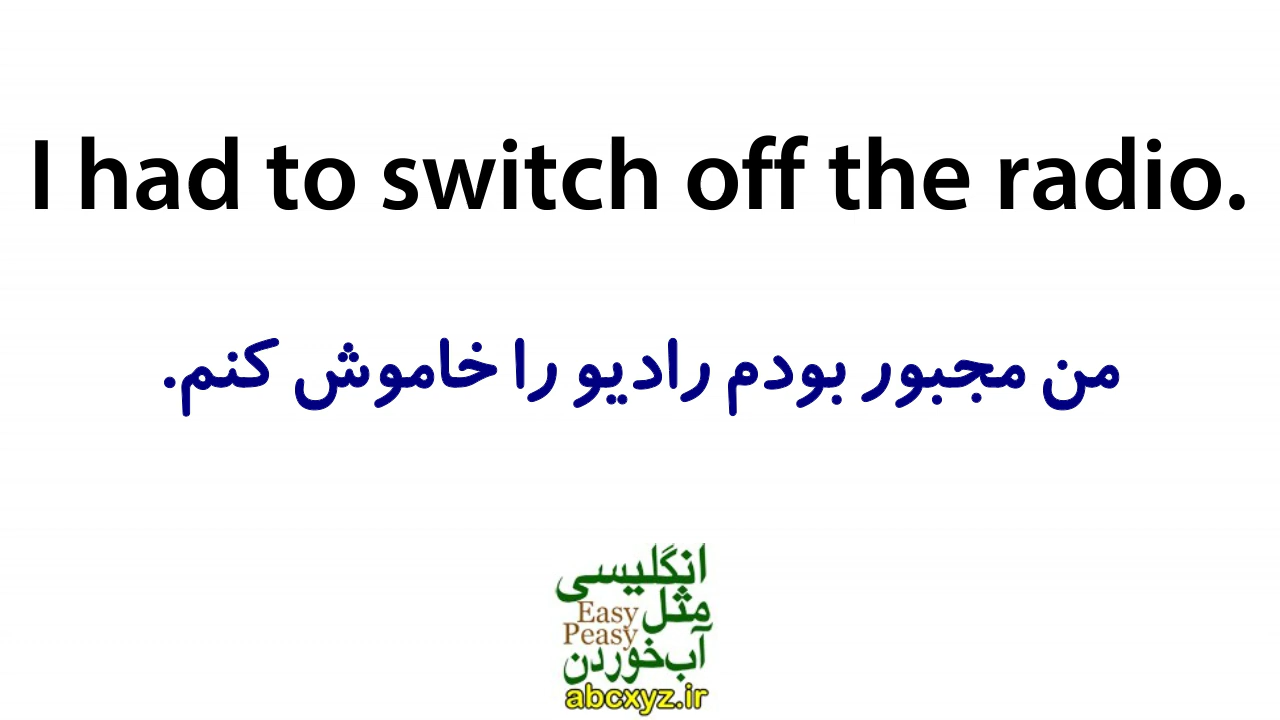 I had to switch off the radio.
من مجبور بودم رادیو را خاموش کنم.
انگلیسی
مثل
Easy
Peasy
آب‌خوردن
abcxyz.ir